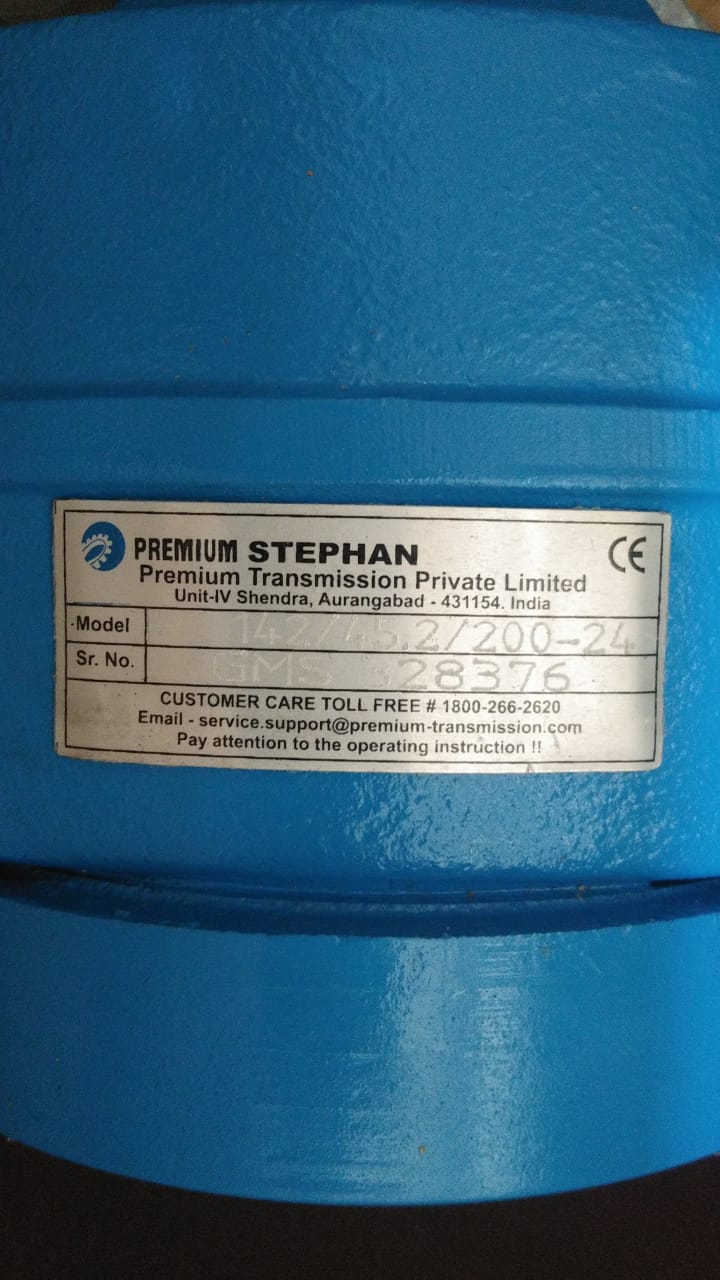 PREMIUM STEPHAN CE
Premium Transmission Private Limited
Unit-IV Shendra, Aurangabad - 431154. India
Model 142/45.2/200-24
Sr. No. GMS 328376
CUSTOMER CARE TOLL FREE # 1800-266-2620
Email - service.support@premium-transmission.com
Pay attention to the operating instruction !!